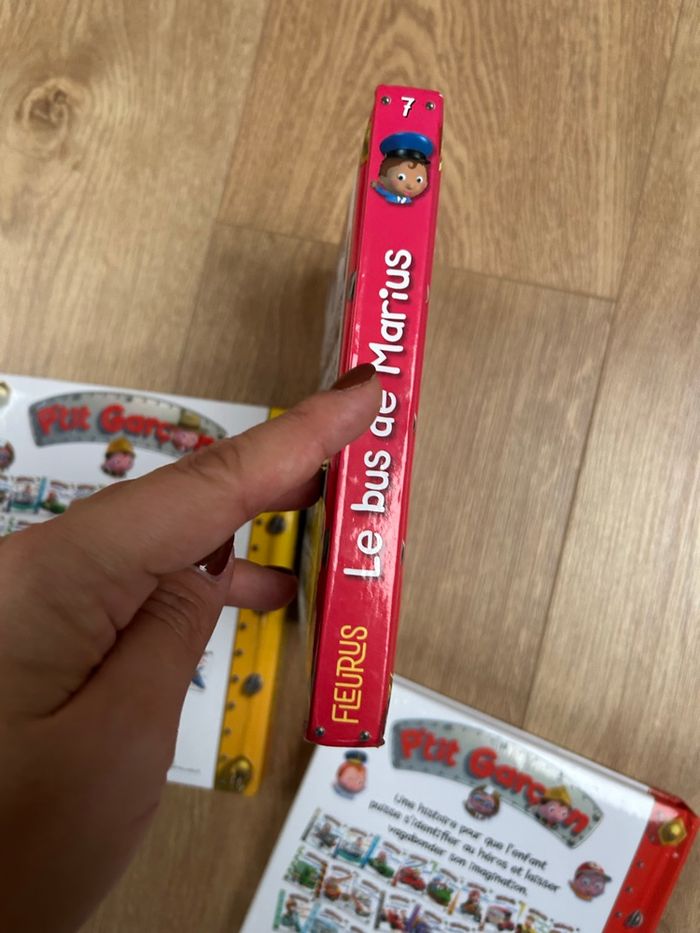 7
Le bus de Marius
FLEURUS
P'tit Garçon
P'tit Garçon
Une histoire pour que l'enfant
puisse s'identifier au héros et laisser
vagabonder son imagination.